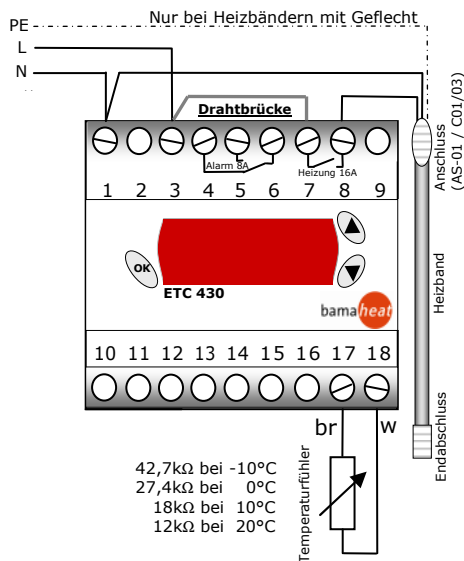 Nur bei Heizbändern mit Geflecht
PE
L
N
Drahtbrücke
Alarm 8A
Heizung 16A
1 2 3 4 5 6 7 8 9
OK
ETC 430
bamaheat
10 11 12 13 14 15 16 17 18
br w
42,7kΩ bei -10°C
27,4kΩ bei 0°C
18kΩ bei 10°C
12kΩ bei 20°C
Temperaturfühler
Anschluss
(AS-01 / C01/03)
Heizband
Endabschluss